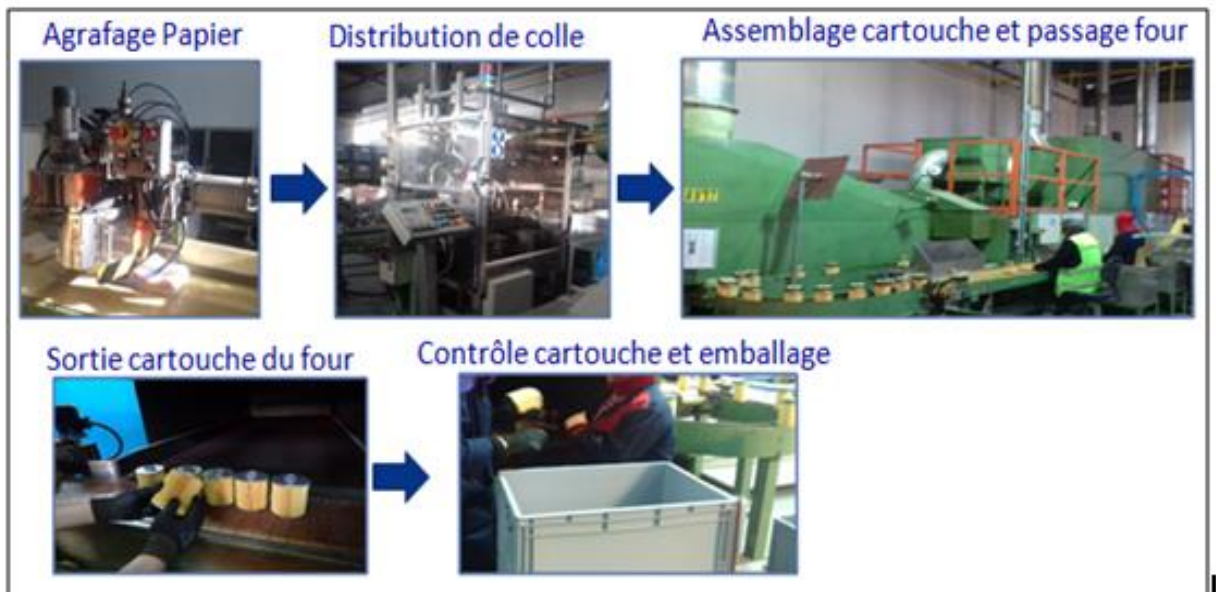 Agrafage Papier
Distribution de colle
Assemblage cartouche et passage four
Sortie cartouche du four
Contrôle cartouche et emballage